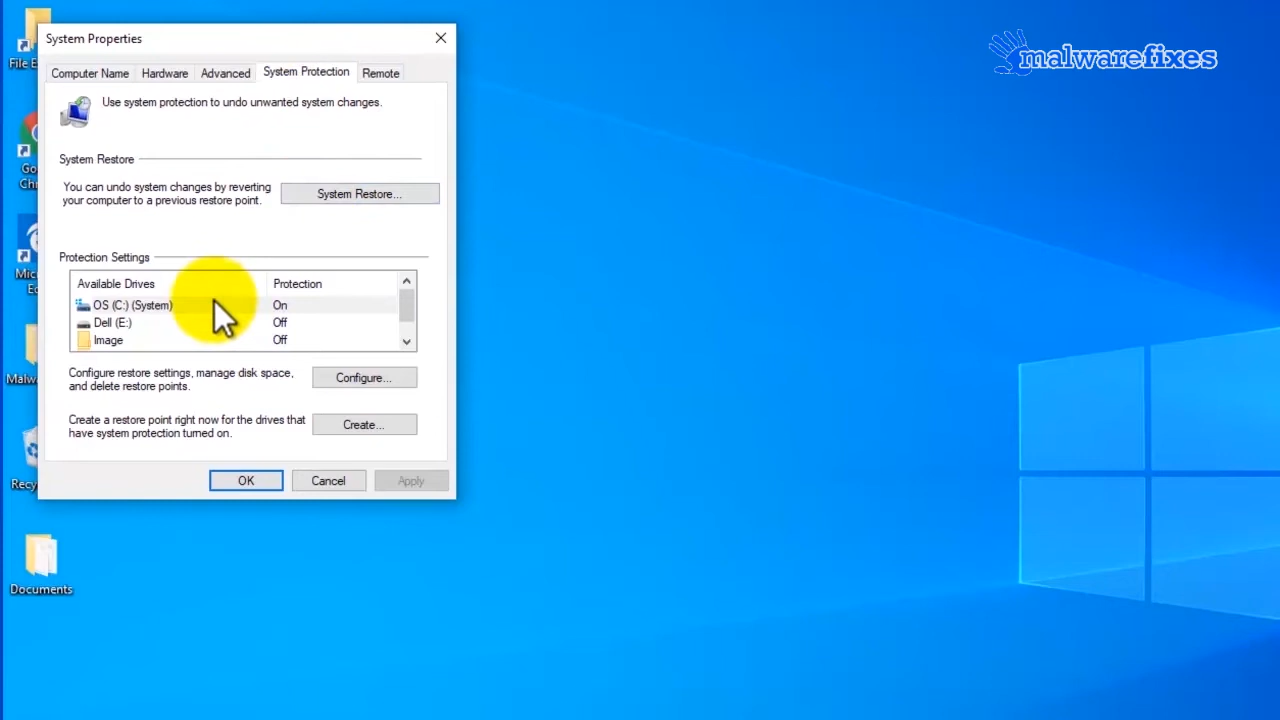 malwarefixes
System Properties
Computer Name
Hardware
Advanced
System Protection
Remote
Use system protection to undo unwanted system changes.
System Restore
You can undo system changes by reverting
your computer to a previous restore point.
System Restore...
Protection Settings
Available Drives
Protection
OS (C:) (System)
On
Dell (E:)
Off
Image
Off
Configure restore settings, manage disk space,
and delete restore points.
Configure...
Create a restore point right now for the drives that
have system protection turned on.
Create...
OK
Cancel
Apply
File E
Go
Ch
Mic
E
Malw
Recy
Documents